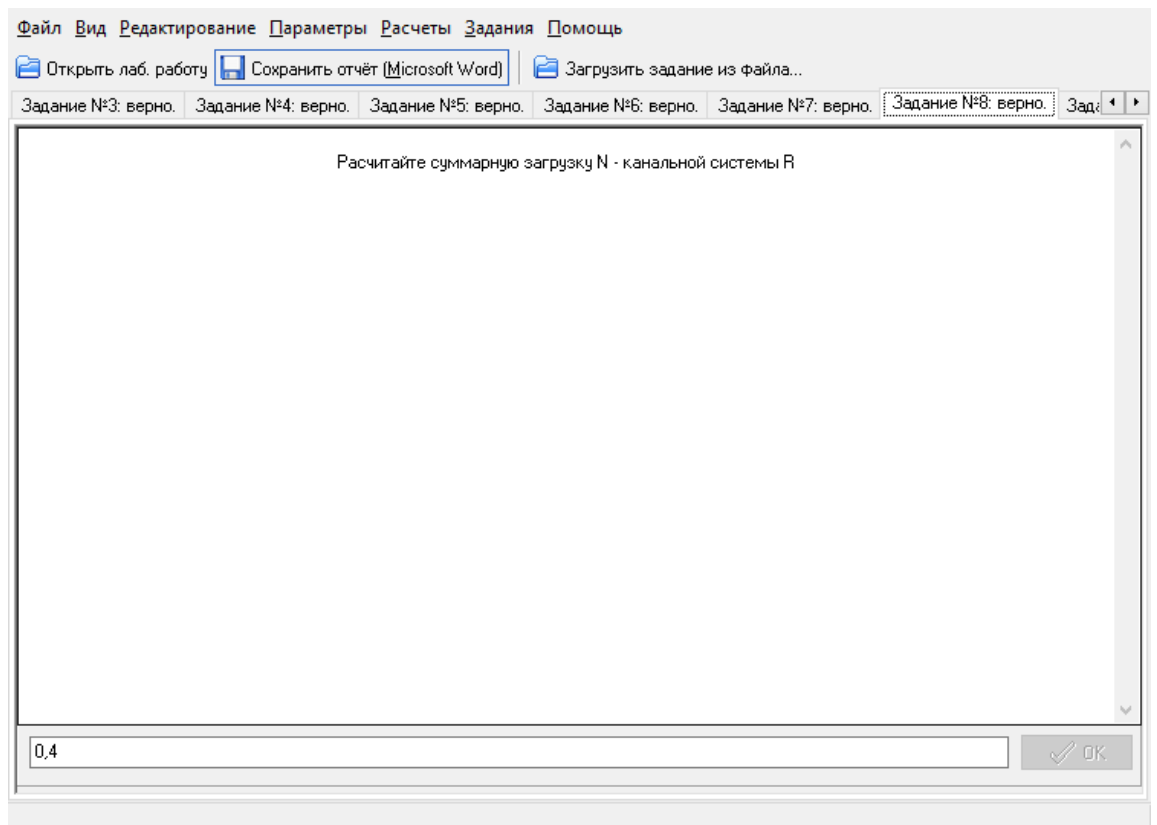 Файл Вид Редактирование Параметры Расчеты Задания Помощь
Открыть лаб. работу Сохранить отчёт (Microsoft Word) Загрузить задание из файла...
Задание №3: верно. Задание №4: верно. Задание №5: верно. Задание №6: верно. Задание №7: верно. Задание №8: верно.
Расчитайте суммарную загрузку N - канальной системы R
0,4
OK